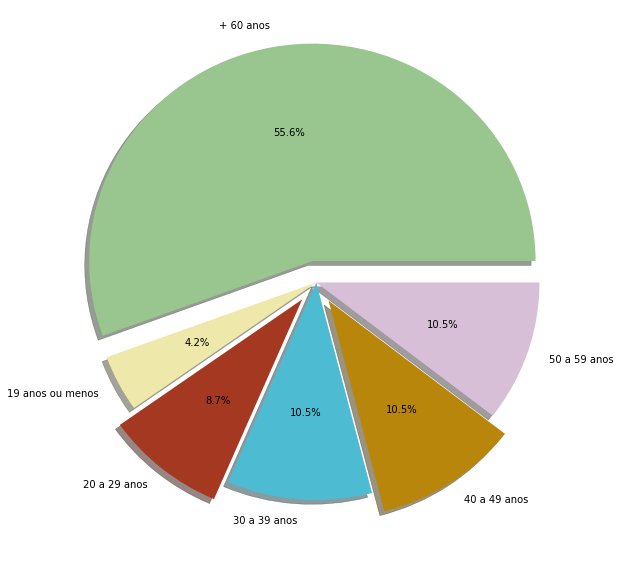 + 60 anos
55.6%
10.5%
4.2%
50 a 59 anos
19 anos ou menos
8.7%
10.5%
10.5%
20 a 29 anos
40 a 49 anos
30 a 39 anos